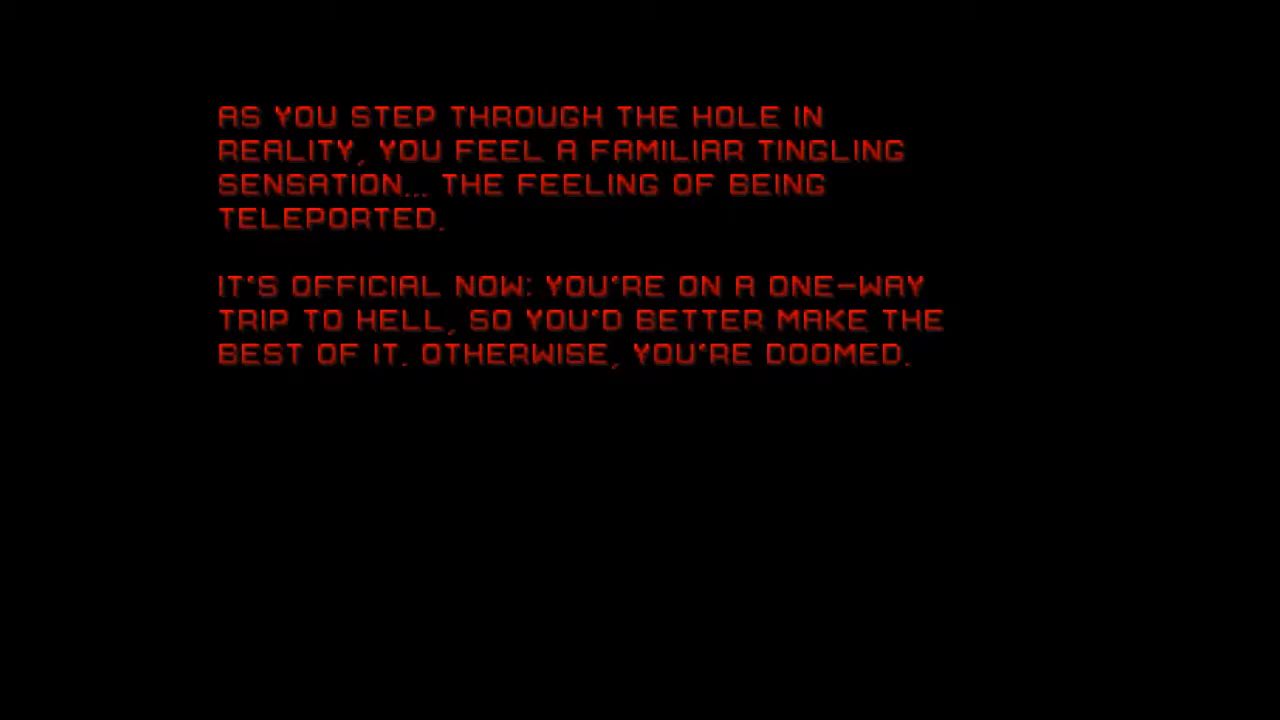 AS YOU STEP THROUGH THE HOLE IN
REALITY, YOU FEEL A FAMILIAR TINGLING
SENSATION... THE FEELING OF BEING
TELEPORTED.
IT'S OFFICIAL NOW: YOU'RE ON A ONE-WAY
TRIP TO HELL, SO YOU'D BETTER MAKE THE
BEST OF IT. OTHERWISE, YOU'RE DOOMED.